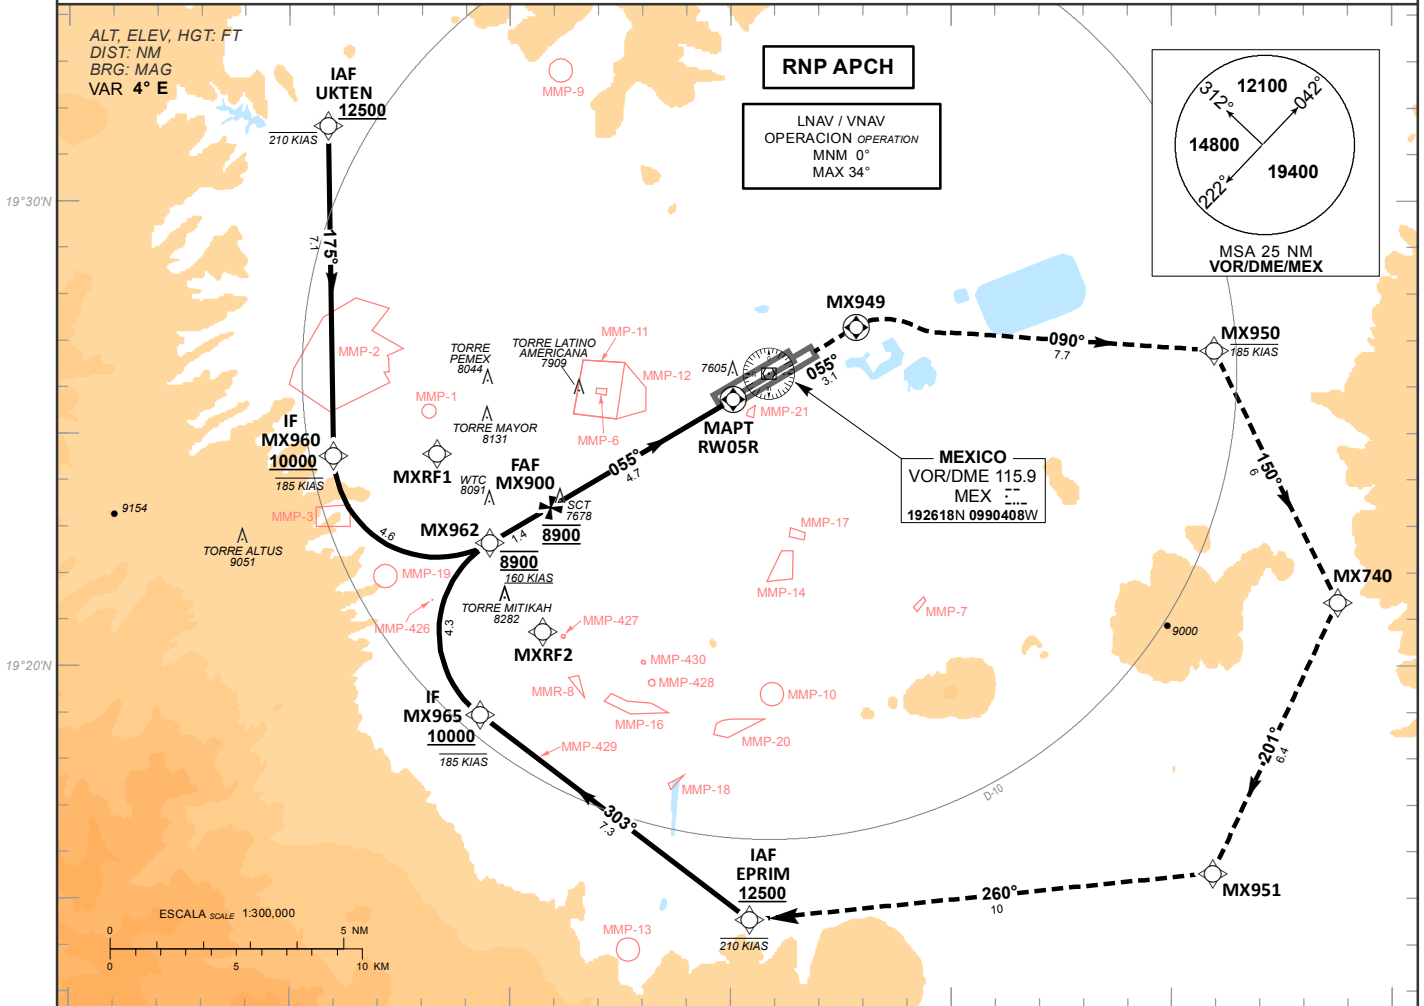 ALT, ELEV, HGT: FT
DIST: NM
BRG: MAG
VAR 4° E
IAF
UKTEN
12500
210 KIAS
MMP-9
RNP APCH
LNAV / VNAV
OPERACION OPERATION
MNM 0°
MAX 34°
312°
12100
042°
14800
19400
222°
MSA 25 NM
VOR/DME/MEX
19°30'N
175°
7.1
MMP-2
TORRE
PEMEX
8044
TORRE LATINO
AMERICANA
7909
MMP-11
MMP-12
MMP-6
MMP-1
TORRE MAYOR
8131
7605
MX949
055°
3.1
090°
7.7
MX950
185 KIAS
MMP-21
MAPT
RW05R
IF
MX960
10000
185 KIAS
MXRF1
WTC
8091
FAF
MX900
055°
4.7
SCT
7678
8900
MEXICO
VOR/DME 115.9
MEX
192618N 0990408W
150°
6
9154
MMP-3
TORRE ALTUS
9051
4.6
MX962
1.4
8900
160 KIAS
MMP-17
MMP-14
MMP-19
MMP-426
TORRE MITIKAH
8282
4.3
MMP-427
MXRF2
MMP-7
MX740
9000
19°20'N
MMP-430
MMP-428
MMR-8
MMP-10
MMP-16
MMP-20
IF
MX965
10000
185 KIAS
MMP-429
MMP-18
D-10
201°
6.4
303°
7.3
IAF
EPRIM
12500
210 KIAS
260°
10
MX951
MMP-13
ESCALA SCALE 1:300,000
0 5 NM
0 5 10 KM